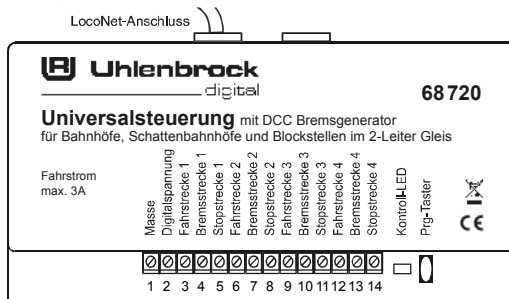 LocoNet-Anschluss
Uhlenbrock
digital
68 720
Universalsteuerung mit DCC Bremsgenerator
für Bahnhöfe, Schattenbahnhöfe und Blockstellen im 2-Leiter Gleis
Fahrstrom
max. 3A
Masse
Digitalspannung
Fahrstrecke 1
Bremsstrecke 1
Stopstrecke 1
Fahrstrecke 2
Bremsstrecke 2
Stopstrecke 2
Fahrstrecke 3
Bremsstrecke 3
Stopstrecke 3
Fahrstrecke 4
Bremsstrecke 4
Stopstrecke 4
Kontroll-LED
Prg-Taster
CE
1 2 3 4 5 6 7 8 9 10 11 12 13 14